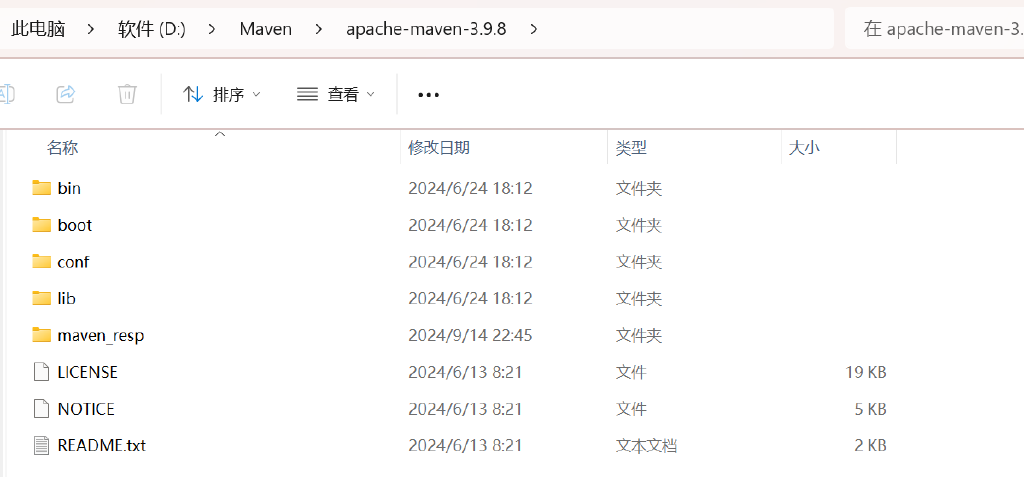 此电脑 > 软件 (D:) > Maven > apache-maven-3.9.8 > 在 apache-maven-3.
排序 查看 •••
名称 修改日期 类型 大小
bin 2024/6/24 18:12 文件夹
boot 2024/6/24 18:12 文件夹
conf 2024/6/24 18:12 文件夹
lib 2024/6/24 18:12 文件夹
maven_resp 2024/9/14 22:45 文件夹
LICENSE 2024/6/13 8:21 文件 19 KB
NOTICE 2024/6/13 8:21 文件 5 KB
README.txt 2024/6/13 8:21 文本文档 2 KB